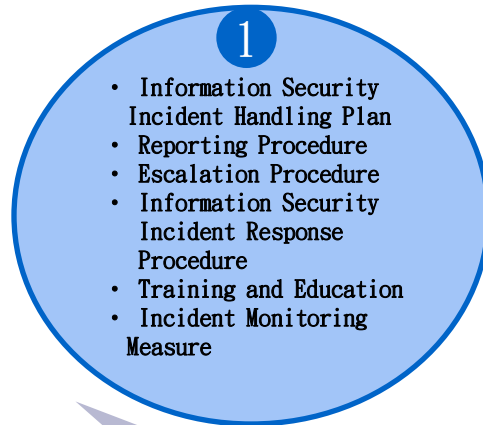 1
• Information Security
Incident Handling Plan
• Reporting Procedure
• Escalation Procedure
• Information Security
Incident Response
Procedure
• Training and Education
• Incident Monitoring
Measure